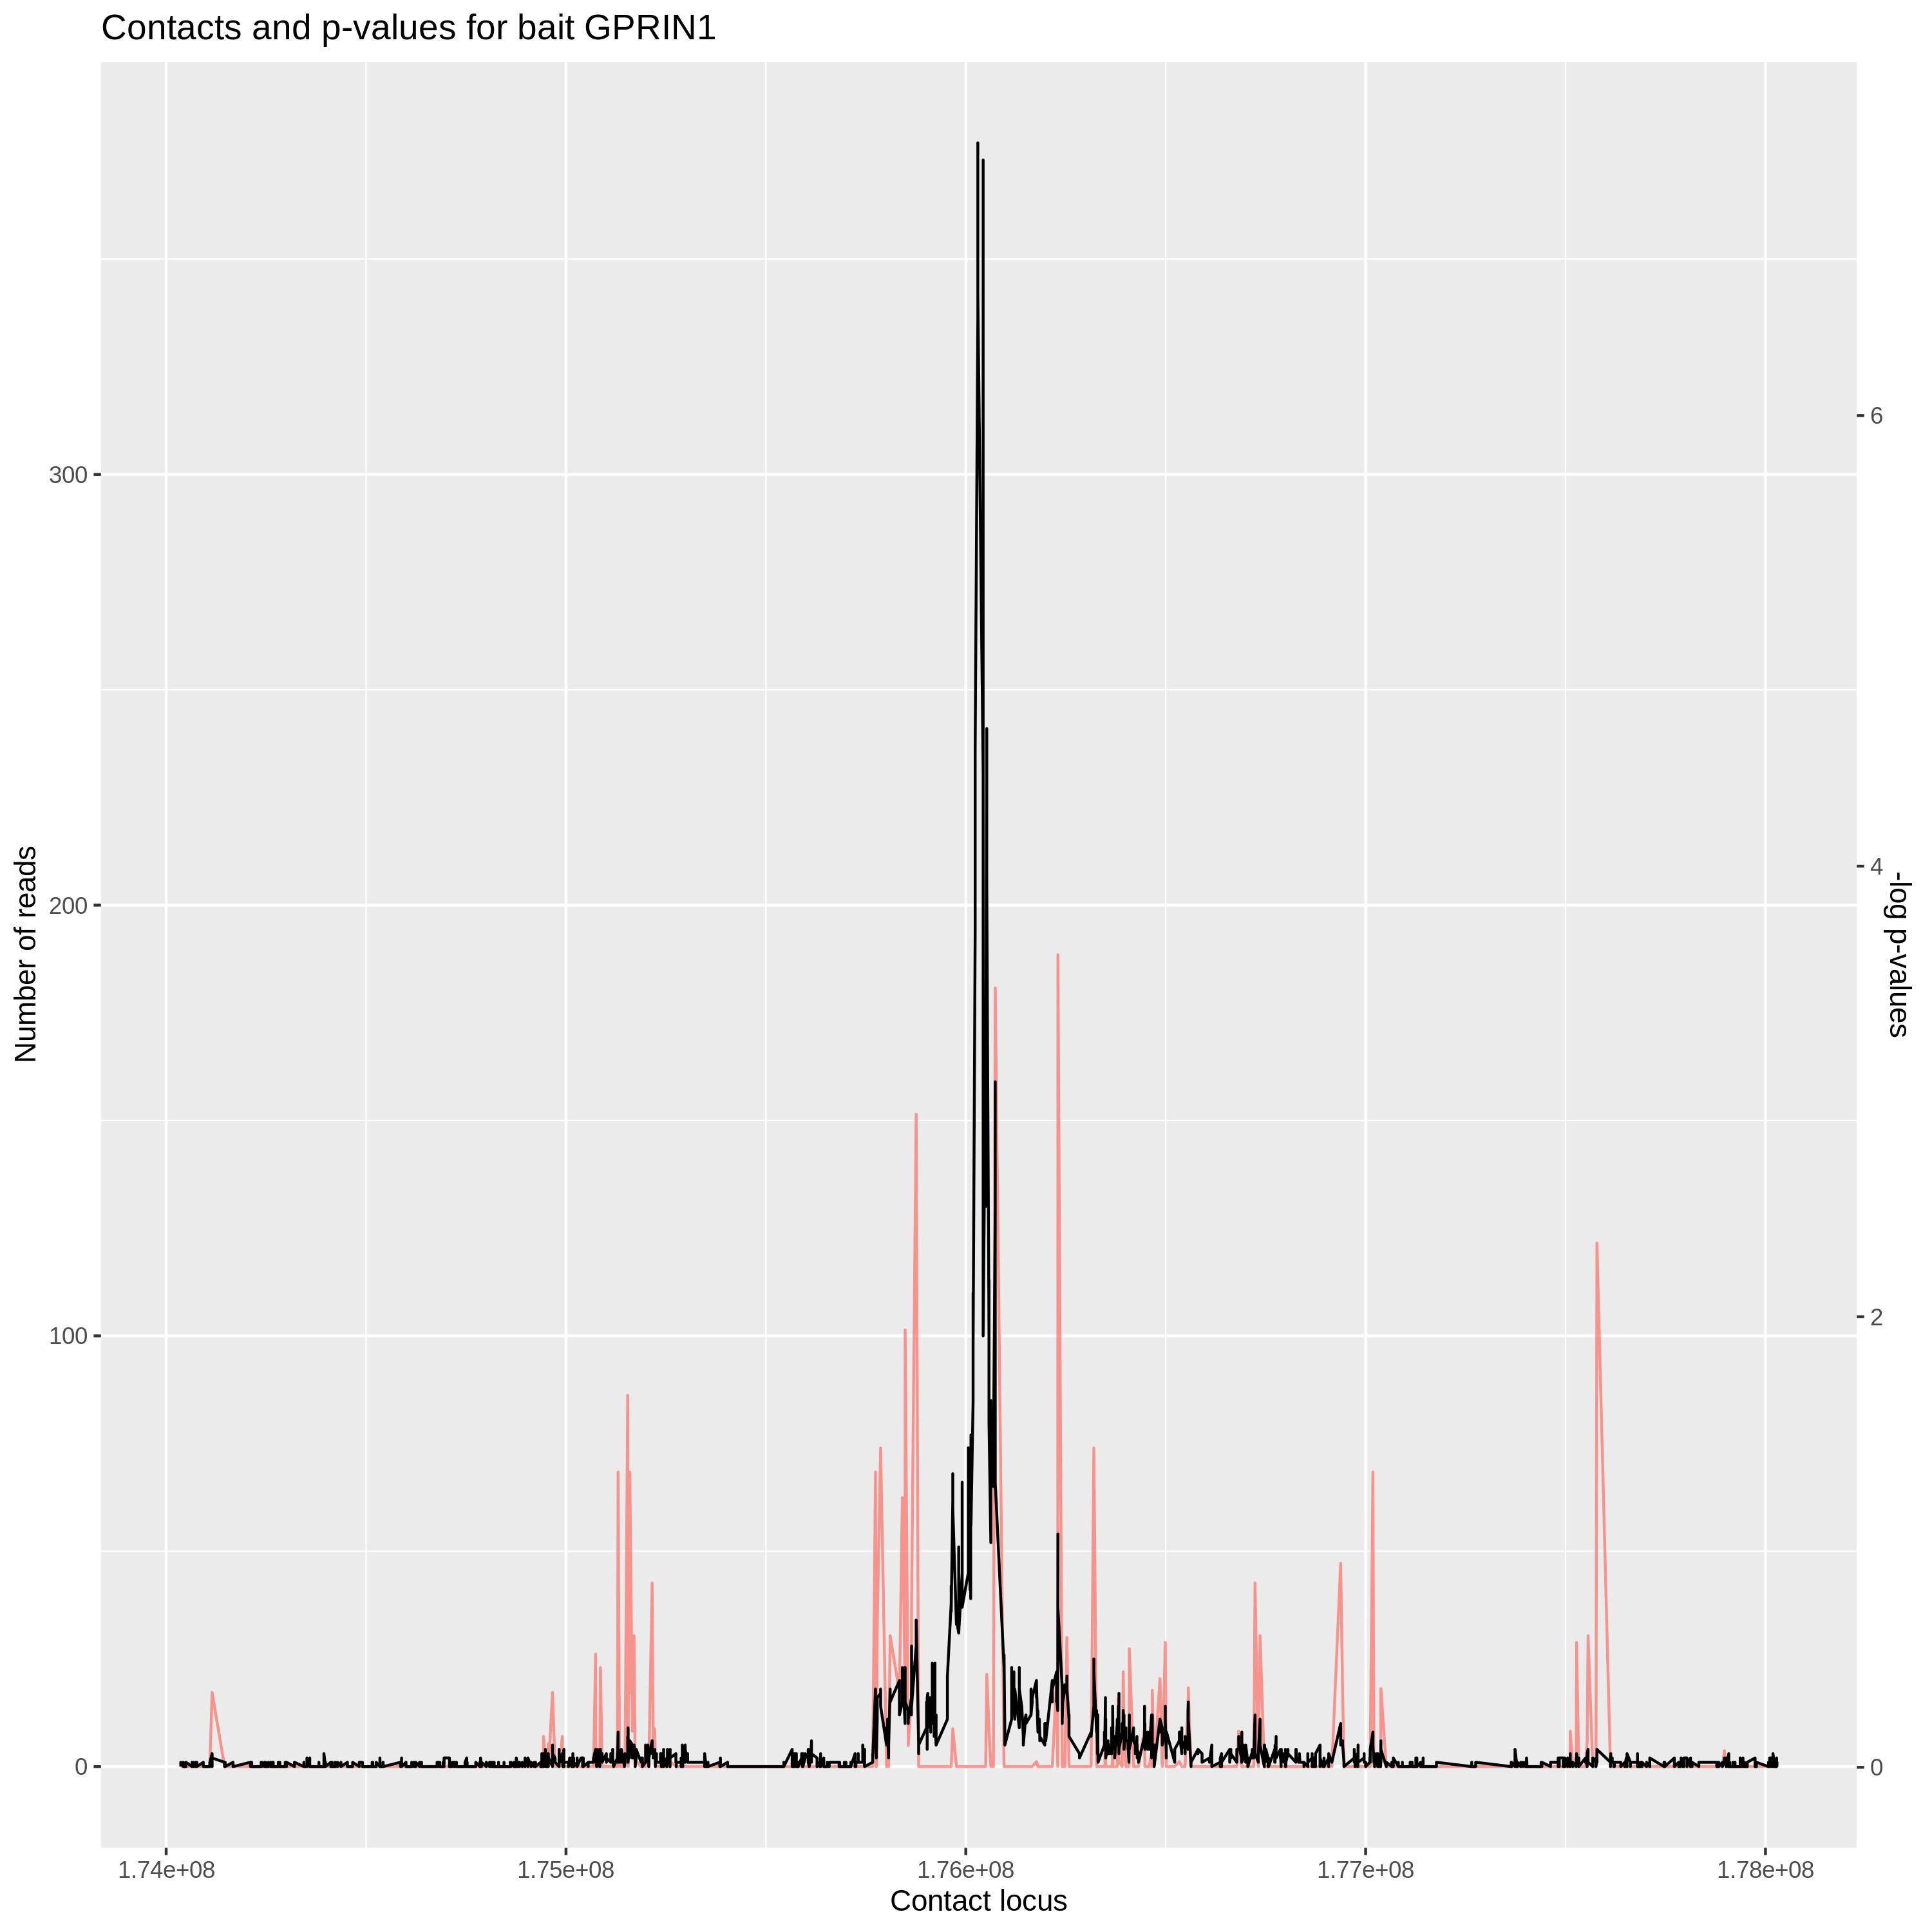 Contacts and p-values for bait GPRIN1
Number of reads
300
200
100
0
6
4
2
0
-log p-values
1.74e+08 1.75e+08 1.76e+08 1.77e+08 1.78e+08
Contact locus